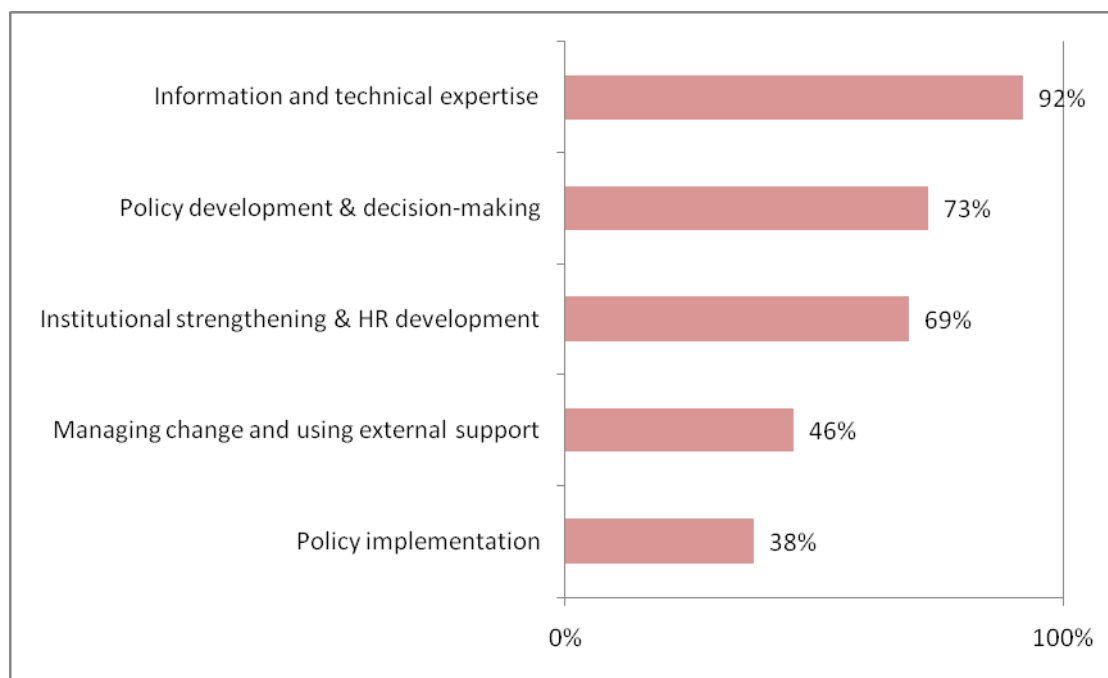 Information and technical expertise
92%
Policy development & decision-making
73%
Institutional strengthening & HR development
69%
Managing change and using external support
46%
Policy implementation
38%
0%
100%